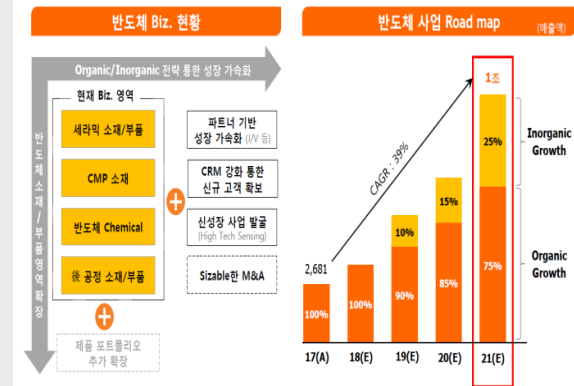 반도체 Biz. 현황
Organic/Inorganic 전략 통한 성장 가속화
반도체 소재/부품영역 확장
현재 Biz. 영역
세라믹 소재/부품
CMP 소재
반도체 Chemical
後 공정 소재/부품
제품 포트폴리오
추가 확장
파트너 기반
성장 가속화 (J/V 등)
CRM 강화 통한
신규 고객 확보
신성장 사업 발굴
(High Tech Sensing)
Sizable한 M&A
반도체 사업 Road map
(매출액)
1조
CAGR : 39%
2,681
25%
15%
10%
100%
100%
90%
85%
75%
Inorganic
Growth
Organic
Growth
17(A)
18(E)
19(E)
20(E)
21(E)